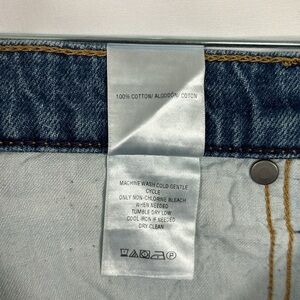 100% COTTON/ ALGODÓN/ COTON
MACHINE WASH COLD GENTLE
CYCLE
ONLY NON-CHLORINE BLEACH
WHEN NEEDED
TUMBLE DRY LOW
COOL IRON IF NEEDED
DRY CLEAN